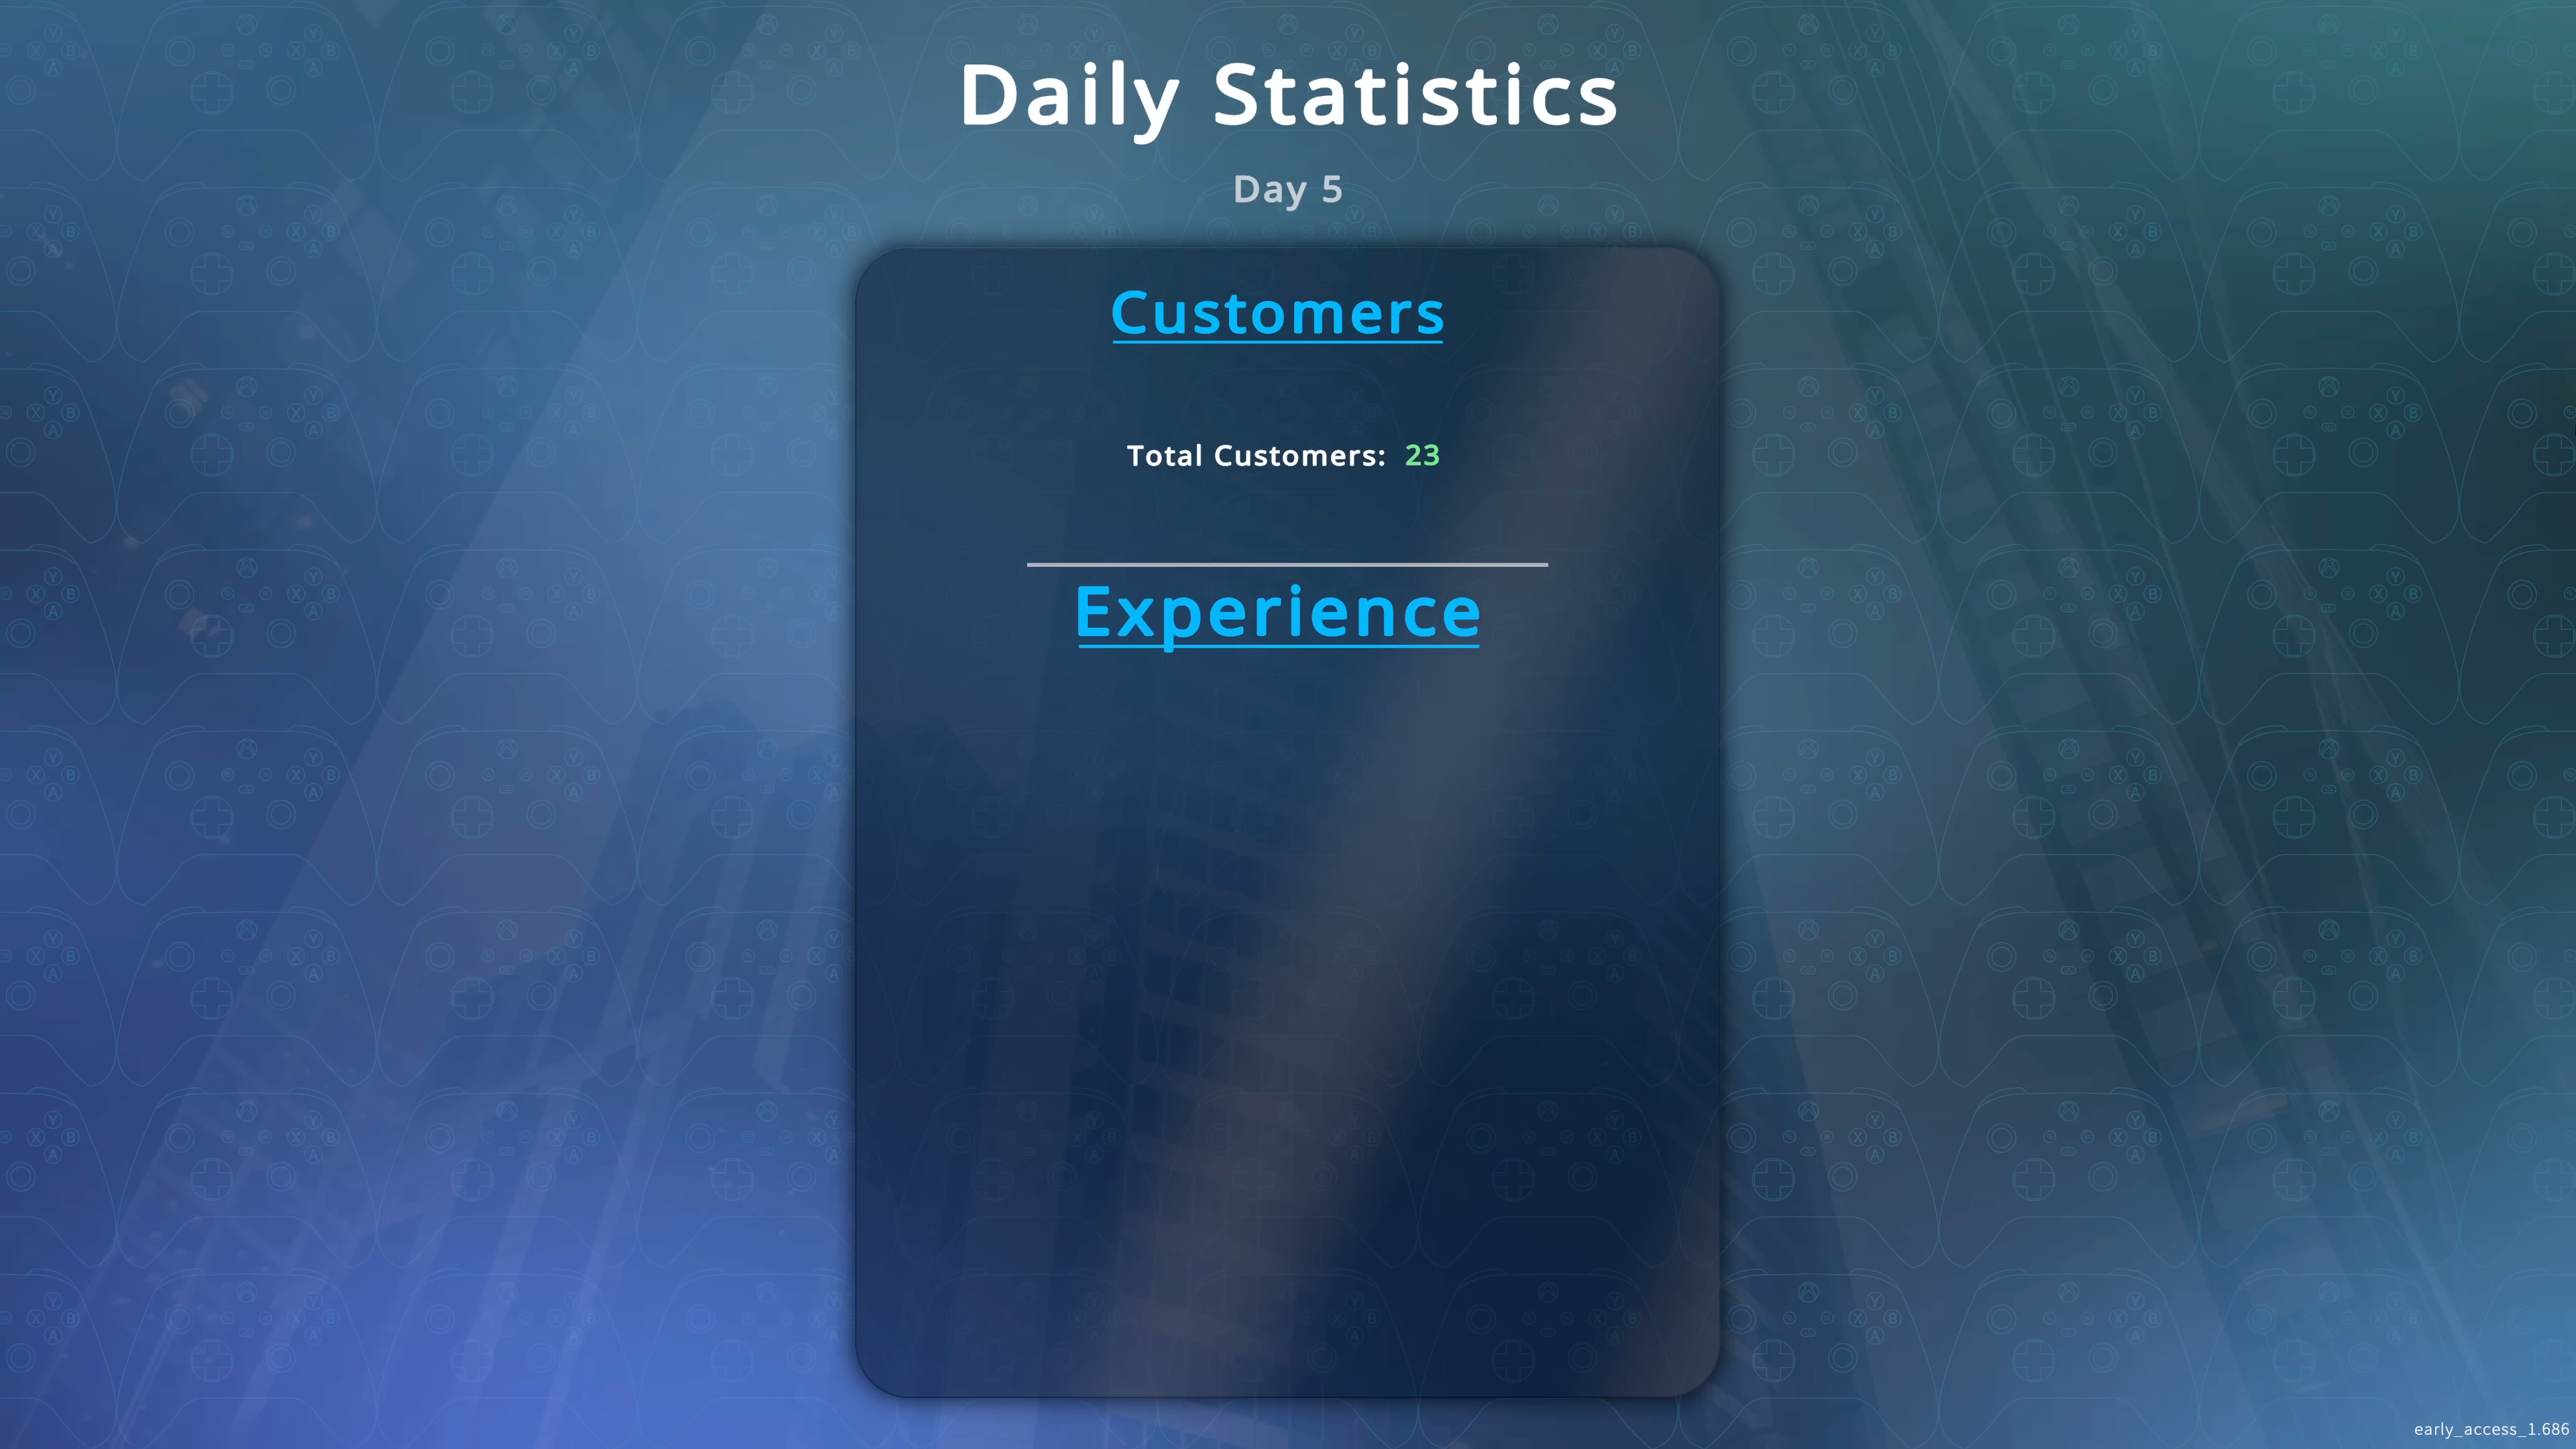 Daily Statistics
Day 5
Customers
Total Customers: 23
Experience
early_access_1.686